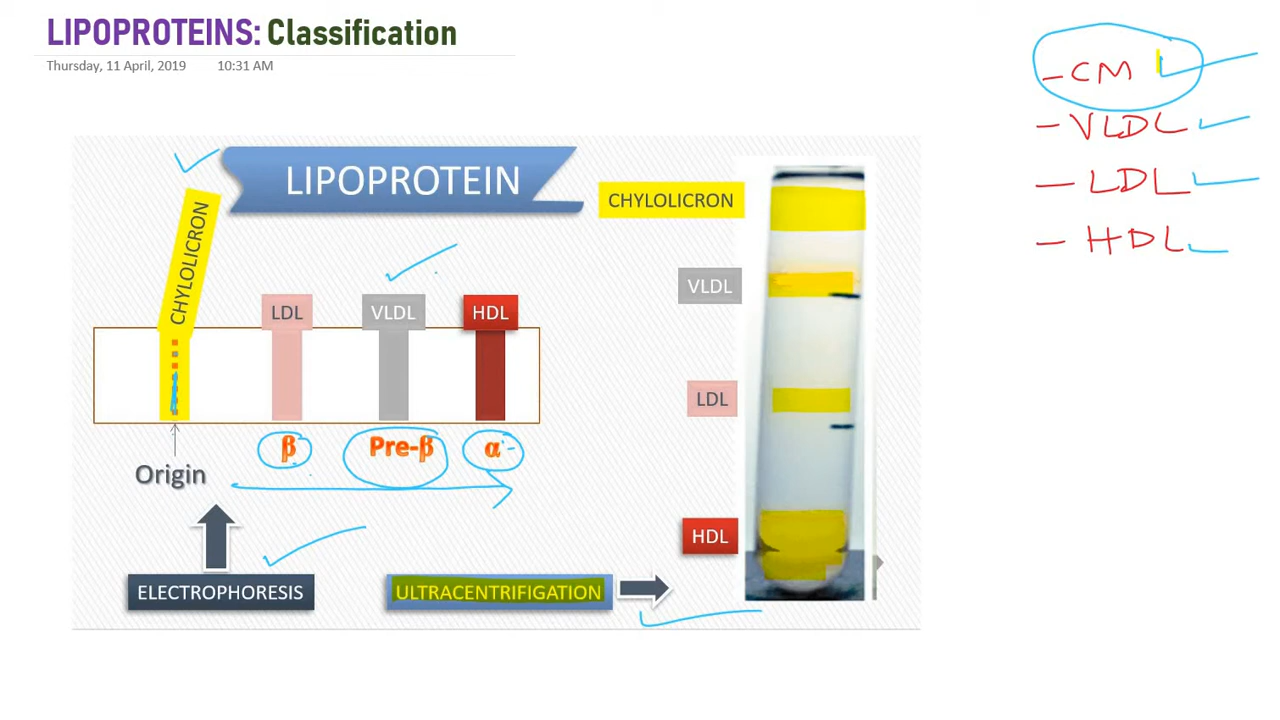 LIPOPROTEINS: Classification
Thursday, 11 April, 2019 10:31 AM
- CM
- VLDL
- LDL
- HDL
LIPOPROTEIN
CHYLOLICRON
LDL
VLDL
HDL
β
Pre-β
α
Origin
ELECTROPHORESIS
ULTRACENTRIFIGATION
CHYLOLICRON
VLDL
LDL
HDL